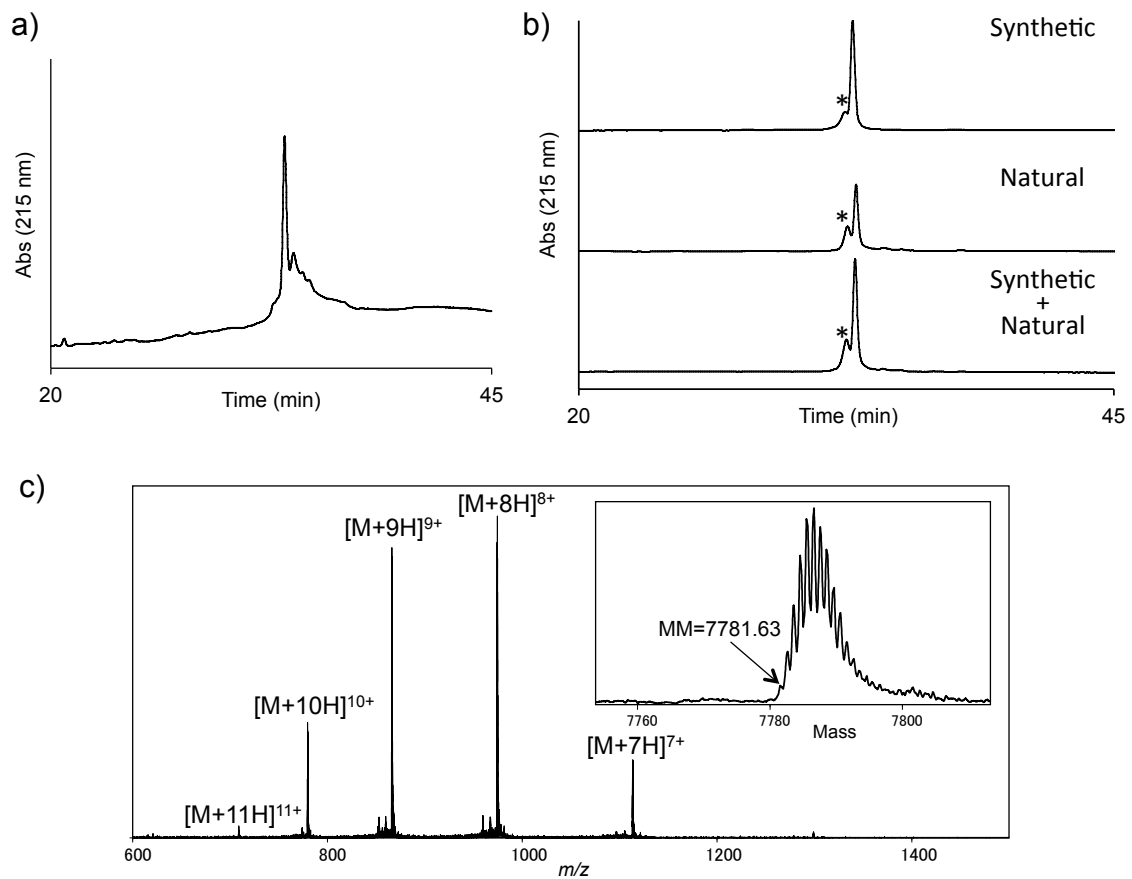 a)
Abs (215 nm)
20
45
Time (min)
b)
Abs (215 nm)
Synthetic
*
Natural
*
Synthetic
+
Natural
*
20
45
Time (min)
c)
[M+11H]11+
[M+10H]10+
[M+9H]9+
[M+8H]8+
[M+7H]7+
MM=7781.63
7760
7780
7800
Mass
600
800
1000
1200
1400
m/z